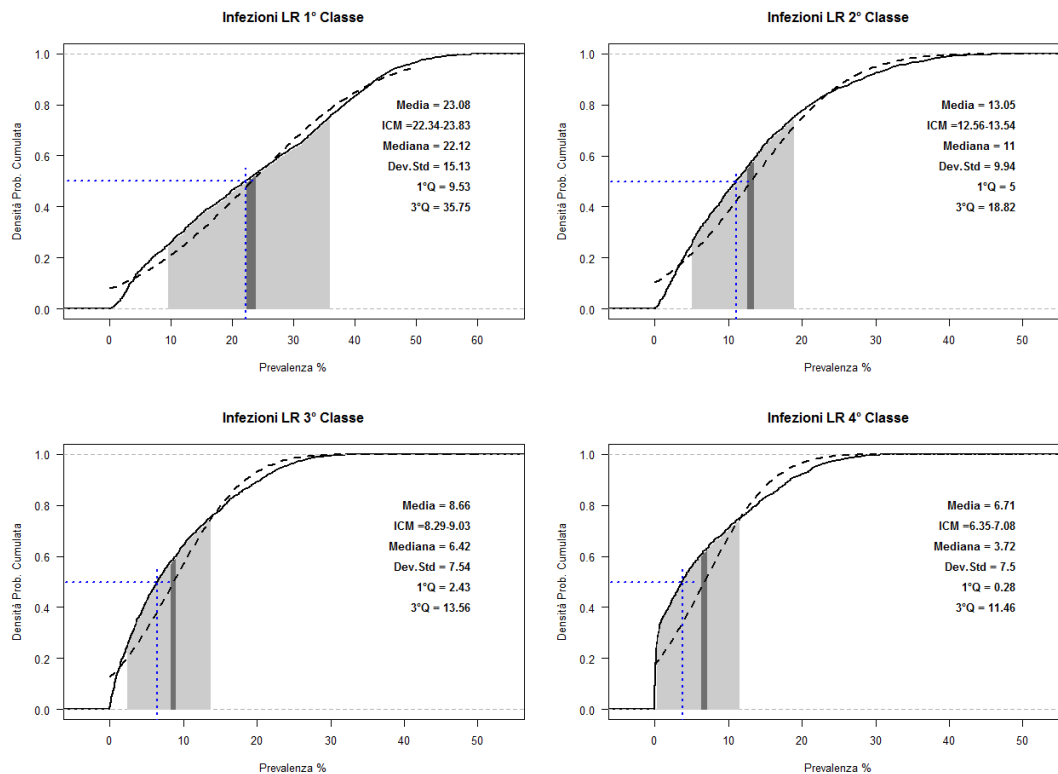 Infezioni LR 1° Classe
Densitá Prob. Cumulata
1.0
0.8
0.6
0.4
0.2
0.0
Media = 23.08
ICM =22.34-23.83
Mediana = 22.12
Dev.Std = 15.13
1°Q = 9.53
3°Q = 35.75
0 10 20 30 40 50 60
Prevalenza %
Infezioni LR 2° Classe
Densitá Prob. Cumulata
1.0
0.8
0.6
0.4
0.2
0.0
Media = 13.05
ICM =12.56-13.54
Mediana = 11
Dev.Std = 9.94
1°Q = 5
3°Q = 18.82
0 10 20 30 40 50
Prevalenza %
Infezioni LR 3° Classe
Densitá Prob. Cumulata
1.0
0.8
0.6
0.4
0.2
0.0
Media = 8.66
ICM =8.29-9.03
Mediana = 6.42
Dev.Std = 7.54
1°Q = 2.43
3°Q = 13.56
0 10 20 30 40 50
Prevalenza %
Infezioni LR 4° Classe
Densitá Prob. Cumulata
1.0
0.8
0.6
0.4
0.2
0.0
Media = 6.71
ICM =6.35-7.08
Mediana = 3.72
Dev.Std = 7.5
1°Q = 0.28
3°Q = 11.46
0 10 20 30 40 50
Prevalenza %